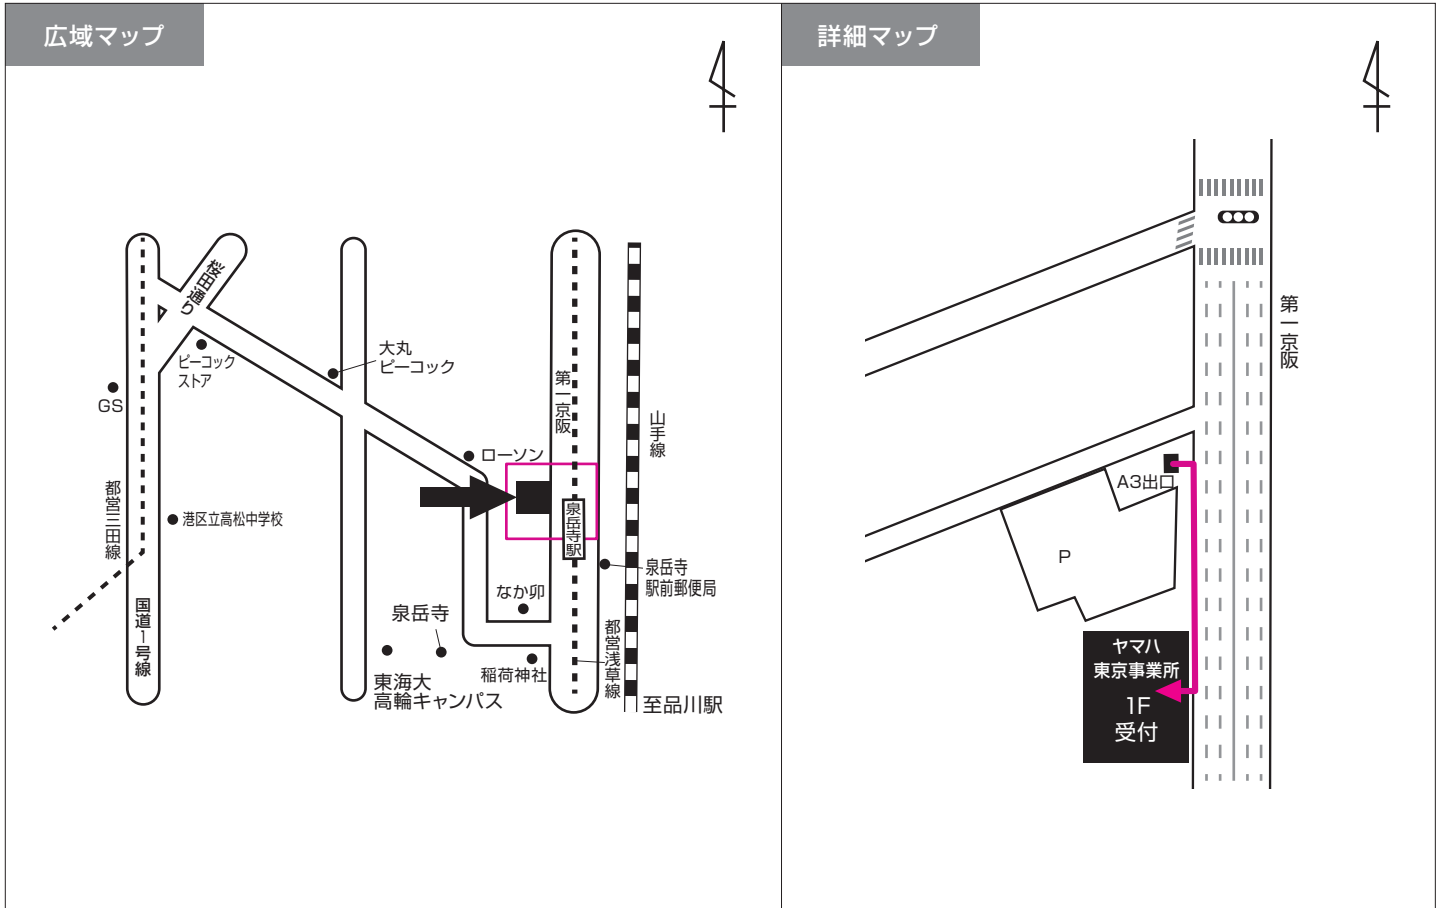 広域マップ
桜田通り
ピーコック
ストア
大丸
ピーコック
GS
第一京阪
山手線
ローソン
都営三田線
港区立高松中学校
泉岳寺駅
泉岳寺
駅前郵便局
なか卯
国道1号線
泉岳寺
都営浅草線
稲荷神社
東海大
高輪キャンパス
至品川駅
詳細マップ
第一京阪
A3出口
P
ヤマハ
東京事業所
1F
受付